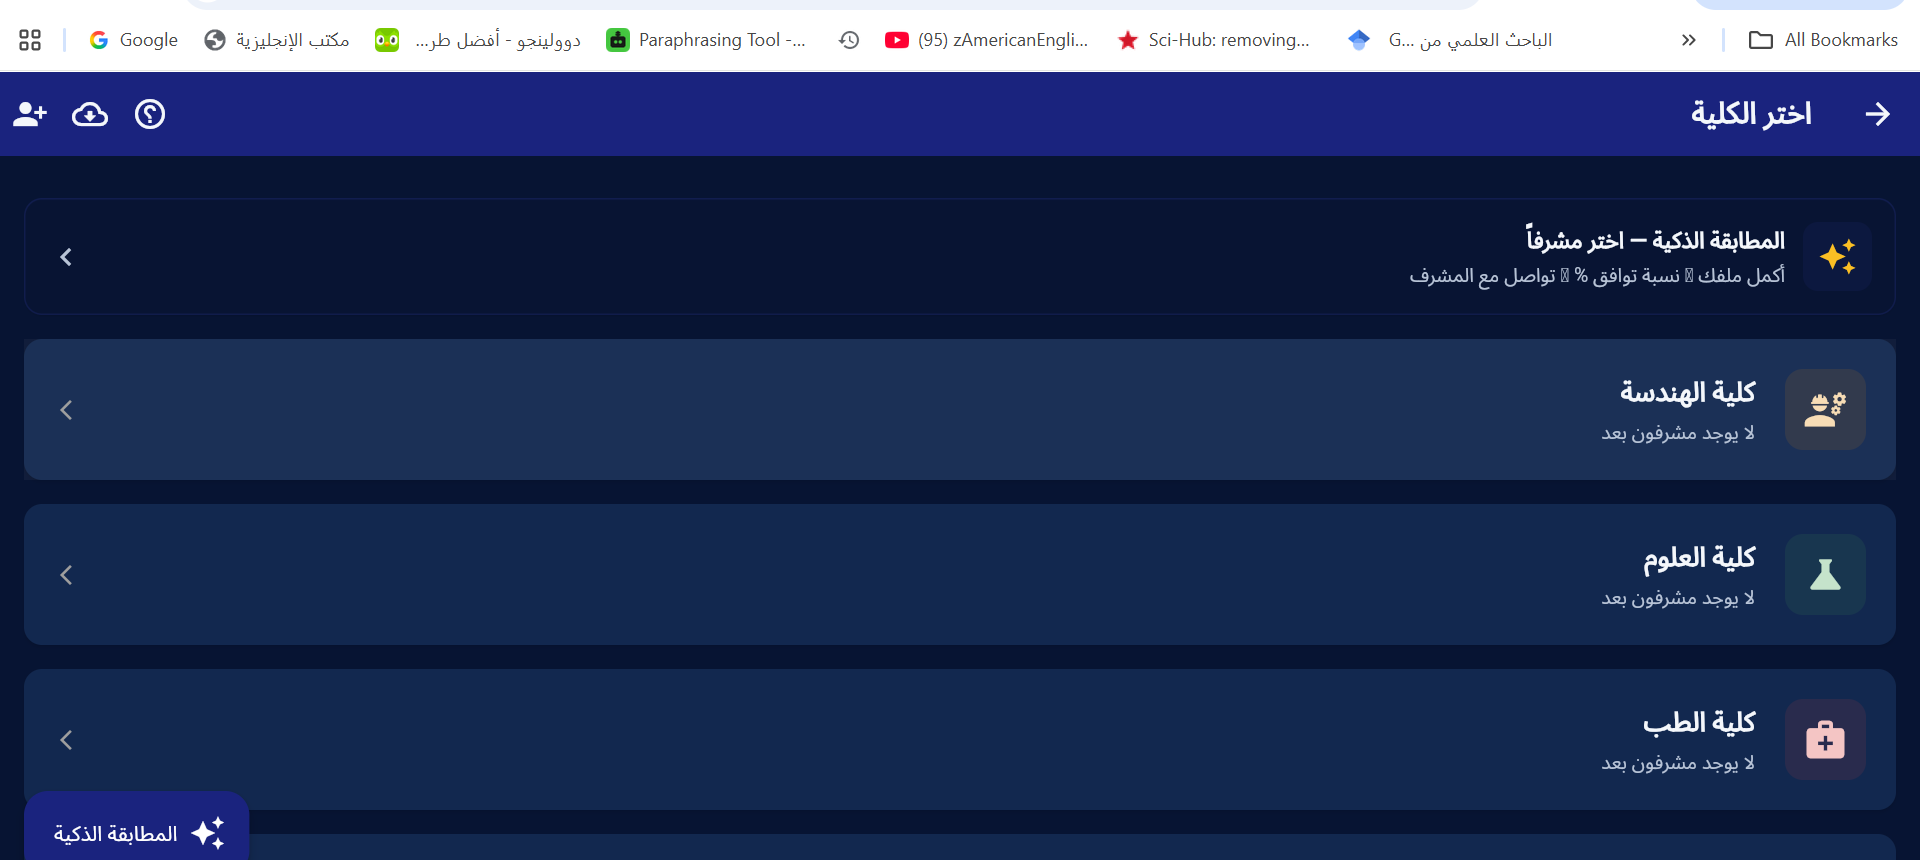 Google
مكتب الإنجليزية
دوولينجو - أفضل طر...
Paraphrasing Tool -...
(95) zAmericanEngli...
Sci-Hub: removing...
الباحث العلمي من G...
All Bookmarks
اختر الكلية
المطابقة الذكية — اختر مشرفاً
أكمل ملفك نسبة توافق % تواصل مع المشرف
كلية الهندسة
لا يوجد مشرفون بعد
كلية العلوم
لا يوجد مشرفون بعد
كلية الطب
لا يوجد مشرفون بعد
المطابقة الذكية